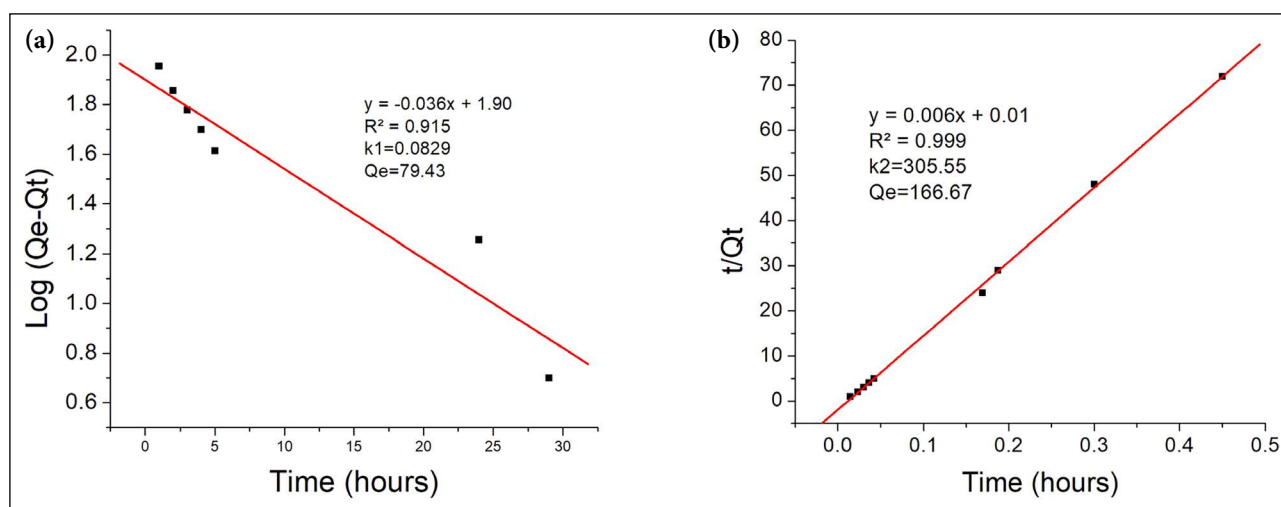 (a)
2.0
1.8
1.6
1.4
1.2
1.0
0.8
0.6
Log (Qe-Qt)
y = -0.036x + 1.90
R² = 0.915
k1=0.0829
Qe=79.43
0 5 10 15 20 25 30
Time (hours)
(b)
80
70
60
50
40
30
20
10
0
t/Qt
y = 0.006x + 0.01
R² = 0.999
k2=305.55
Qe=166.67
0.0 0.1 0.2 0.3 0.4 0.5
Time (hours)